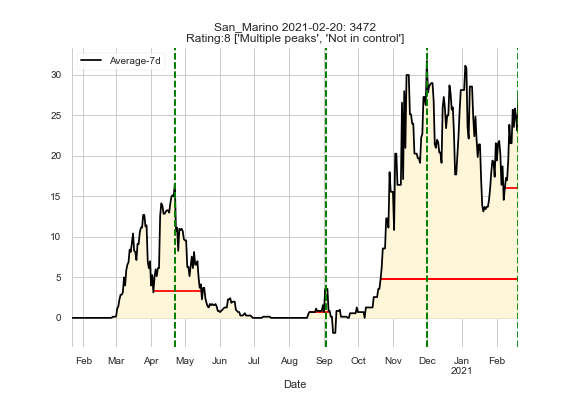 San_Marino 2021-02-20: 3472
Rating:8 ['Multiple peaks', 'Not in control']
Average-7d
30
25
20
15
10
5
0
Feb Mar Apr May Jun Jul Aug Sep Oct Nov Dec Jan Feb
2021
Date